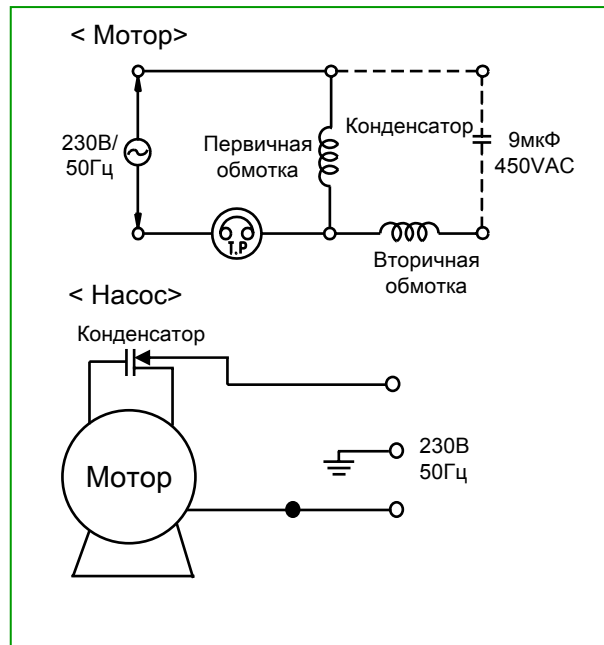 < Мотор>
230В/
50Гц
Первичная
обмотка
Конденсатор
9мкФ
450VAC
T.P
Вторичная
обмотка
< Насос>
Конденсатор
Мотор
230В
50Гц